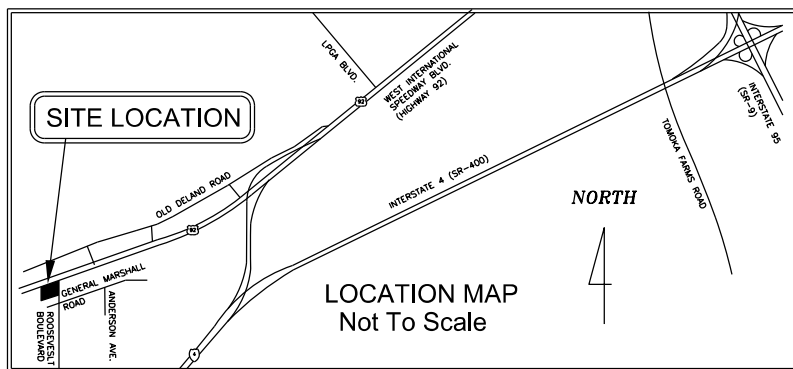 LPGA BLVD.
WEST INTERNATIONAL
SPEEDWAY BLVD.
(HIGHWAY 92)
92
INTERSTATE 95
(SR-9)
SITE LOCATION
OLD DELAND ROAD
INTERSTATE 4 (SR-400)
TOMOKA FARMS ROAD
NORTH
92
GENERAL MARSHALL
ROAD
ROOSEVESLT
BOULEVARD
ANDERSON AVE.
LOCATION MAP
Not To Scale
4